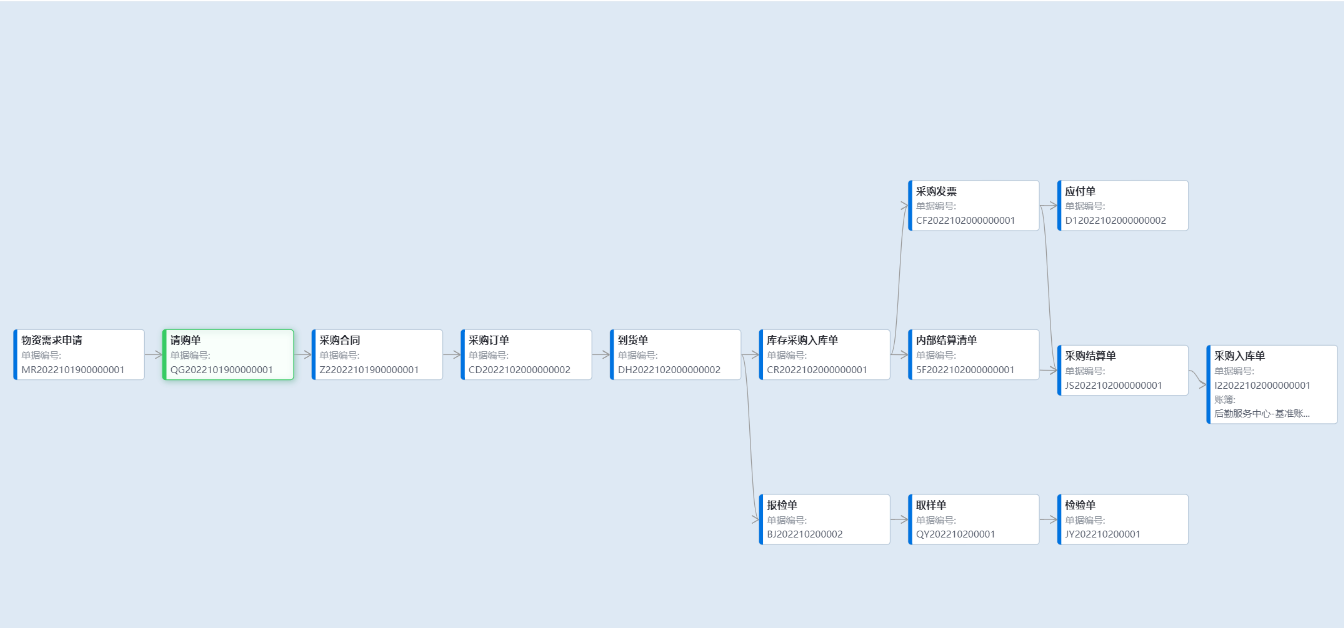 采购发票
单据编号:
CF2022102000000001
应付单
单据编号:
D12022102000000002
物资需求申请
单据编号:
MR2022101900000001
请购单
单据编号:
QG2022101900000001
采购合同
单据编号:
Z22022101900000001
采购订单
单据编号:
CD2022102000000002
到货单
单据编号:
DH2022102000000002
库存采购入库单
单据编号:
CR2022102000000001
内部结算清单
单据编号:
5F2022102000000001
采购结算单
单据编号:
JS2022102000000001
采购入库单
单据编号:
I22022102000000001
账簿:
后勤服务中心-基准账...
报检单
单据编号:
BJ202210200002
取样单
单据编号:
QY202210200001
检验单
单据编号:
JY202210200001